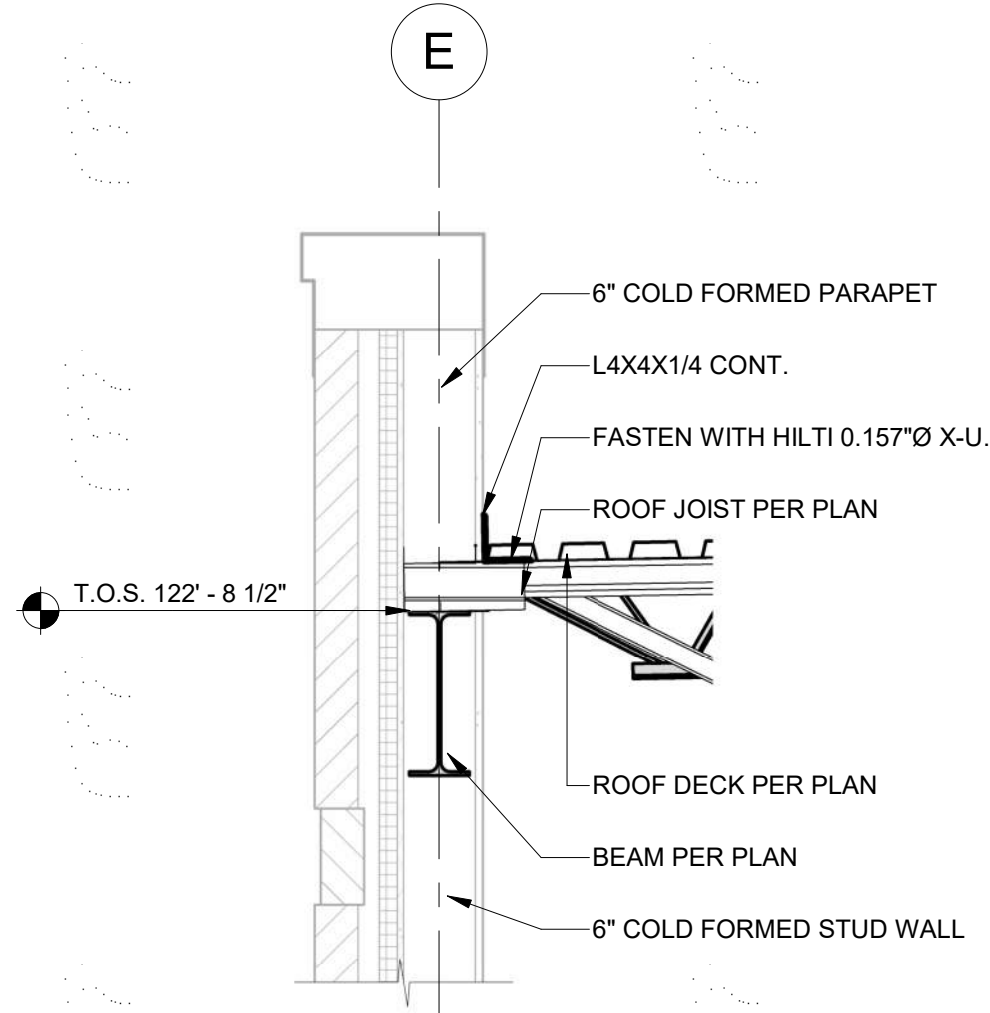 E
6" COLD FORMED PARAPET
L4X4X1/4 CONT.
FASTEN WITH HILTI 0.157"Ø X-U.
ROOF JOIST PER PLAN
T.O.S. 122' - 8 1/2"
ROOF DECK PER PLAN
BEAM PER PLAN
6" COLD FORMED STUD WALL